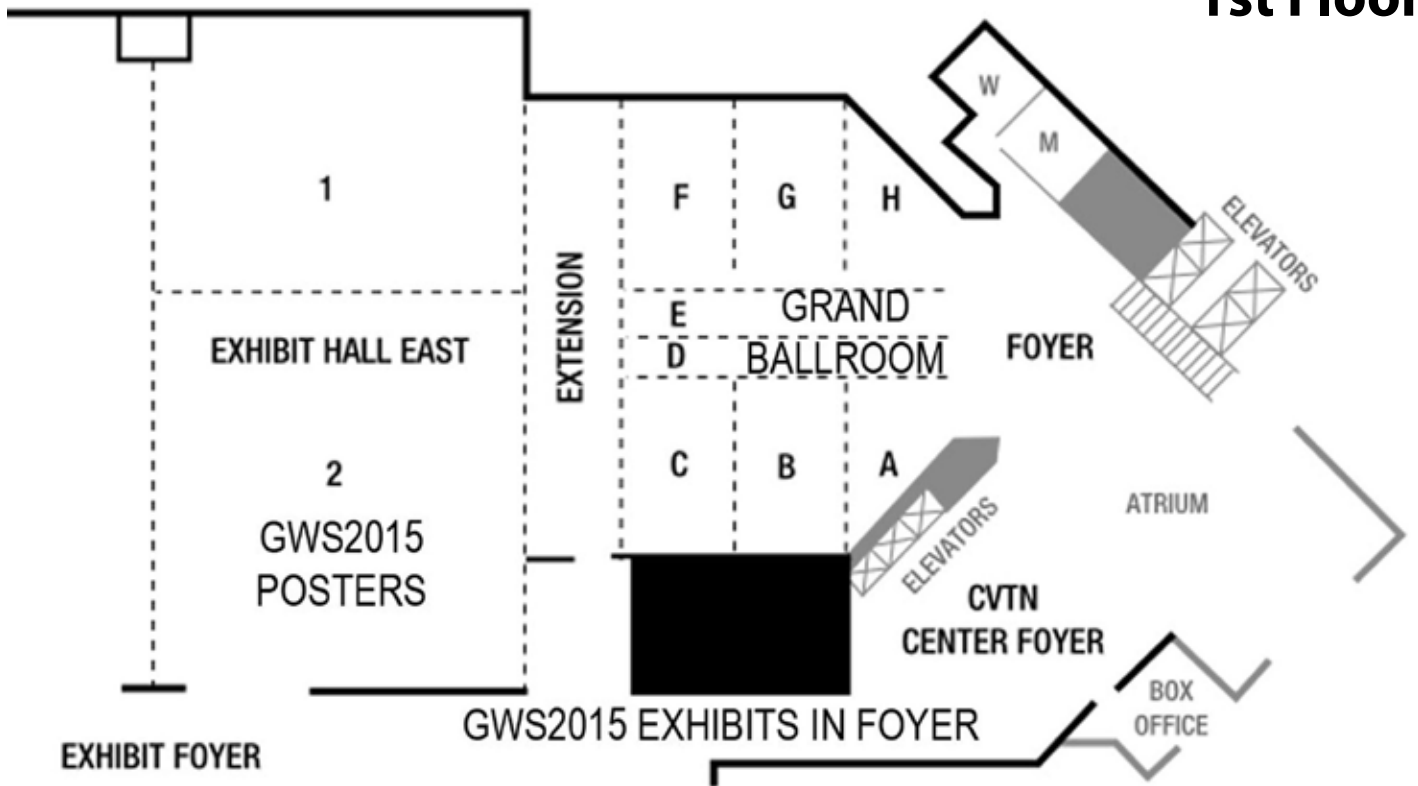 1st Floor
W
M
1
F
G
H
ELEVATORS
EXTENSION
E
GRAND
EXHIBIT HALL EAST
D
BALLROOM
FOYER
2
C
B
A
ATRIUM
GWS2015
POSTERS
ELEVATORS
CVTN
CENTER FOYER
BOX
OFFICE
GWS2015 EXHIBITS IN FOYER
EXHIBIT FOYER